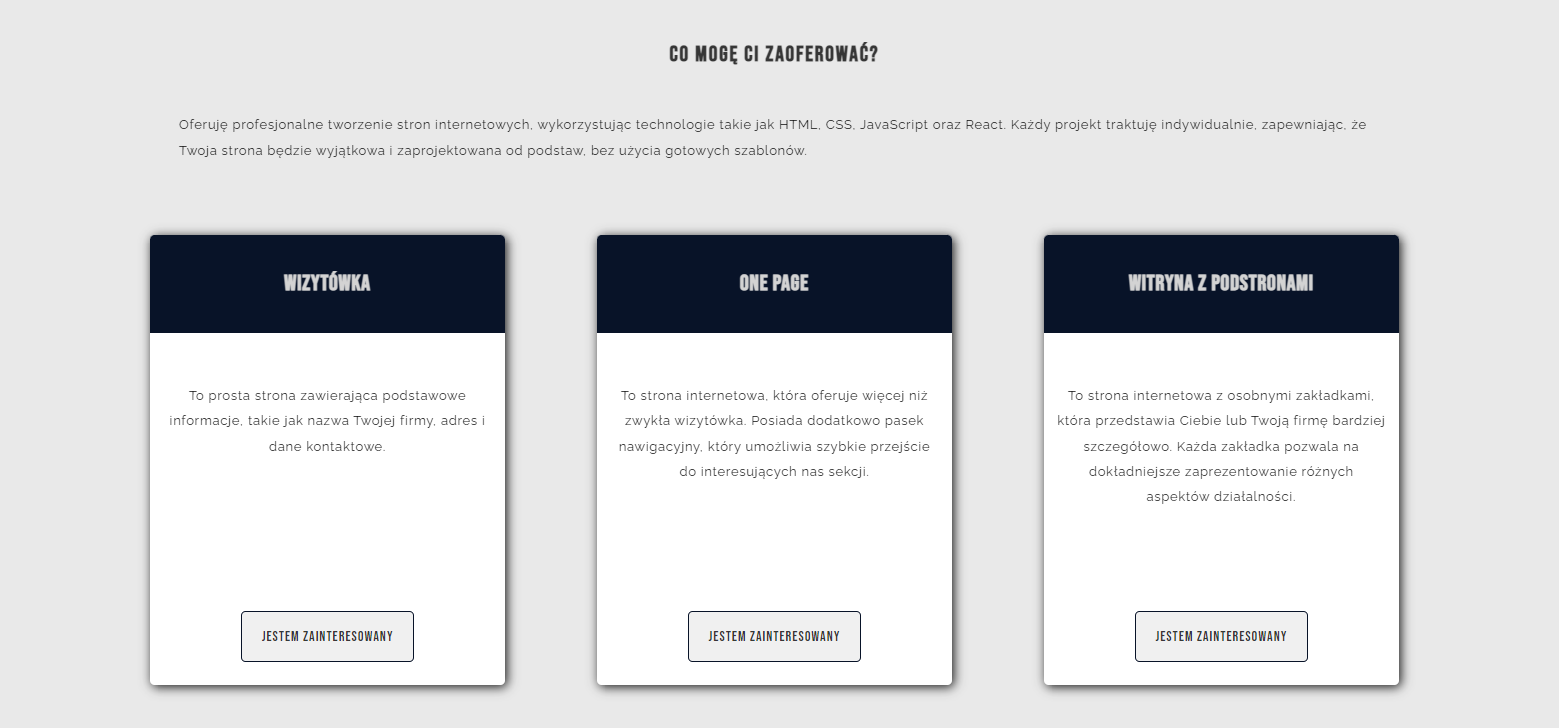 CO MOGĘ CI ZAOFEROWAĆ?
Oferuję profesjonalne tworzenie stron internetowych, wykorzystując technologie takie jak HTML, CSS, JavaScript oraz React. Każdy projekt traktuję indywidualnie, zapewniając, że
Twoja strona będzie wyjątkowa i zaprojektowana od podstaw, bez użycia gotowych szablonów.
WIZYTÓWKA
To prosta strona zawierająca podstawowe
informacje, takie jak nazwa Twojej firmy, adres i
dane kontaktowe.
JESTEM ZAINTERESOWANY
ONE PAGE
To strona internetowa, która oferuje więcej niż
zwykła wizytówka. Posiada dodatkowo pasek
nawigacyjny, który umożliwia szybkie przejście
do interesujących nas sekcji.
JESTEM ZAINTERESOWANY
WITRYNA Z PODSTRONAMI
To strona internetowa z osobnymi zakładkami,
która przedstawia Ciebie lub Twoją firmę bardziej
szczegółowo. Każda zakładka pozwala na
dokładniejsze zaprezentowanie różnych
aspektów działalności.
JESTEM ZAINTERESOWANY